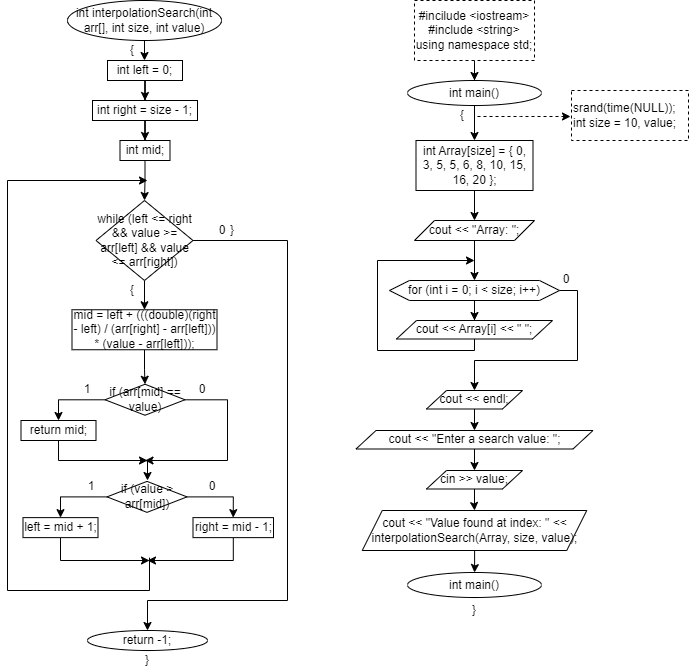 int interpolationSearch(int
arr[], int size, int value)
{
int left = 0;
int right = size - 1;
int mid;
while (left <= right
&& value >=
arr[left] && value
<= arr[right])
0 }
{
mid = left + (((double)(right
- left) / (arr[right] - arr[left]))
* (value - arr[left]));
1
if (arr[mid] ==
value)
0
return mid;
1
if (value >
arr[mid])
0
left = mid + 1;
right = mid - 1;
return -1;
}
#incilude <iostream>
#include <string>
using namespace std;
int main()
{
srand(time(NULL));
int size = 10, value;
int Array[size] = { 0,
3, 5, 5, 6, 8, 10, 15,
16, 20 };
cout << "Array: ";
for (int i = 0; i < size; i++)
0
cout << Array[i] << " ";
cout << endl;
cout << "Enter a search value: ";
cin >> value;
cout << "Value found at index: " <<
interpolationSearch(Array, size, value);
int main()
}